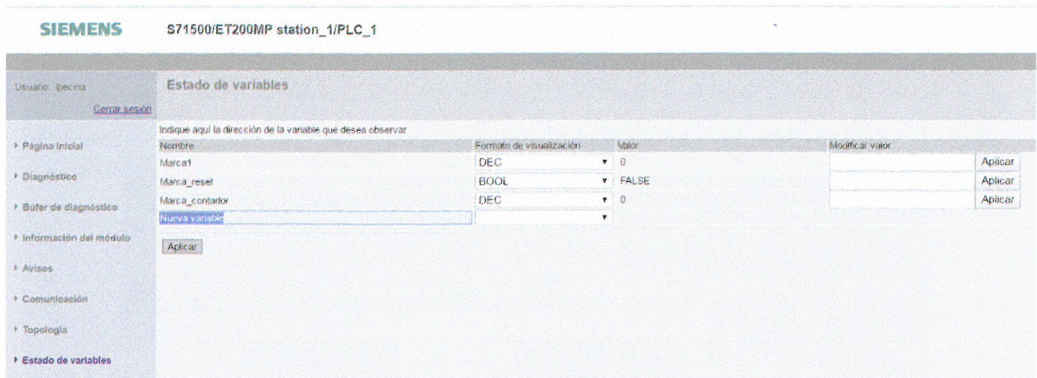 SIEMENS S71500/ET200MP station_1/PLC_1
Usuario: lpecina Estado de variables
Cerrar sesión
Indique aquí la dirección de la variable que desea observar
Página inicial Nombre Formato de visualización Valor Modificar valor
Marca1 DEC 0 Aplicar
Diagnóstico Marca_reset BOOL FALSE Aplicar
Marca_contador DEC 0 Aplicar
Búfer de diagnóstico
Nueva variable
Información del módulo
Aplicar
Avisos
Comunicación
Topología
Estado de variables